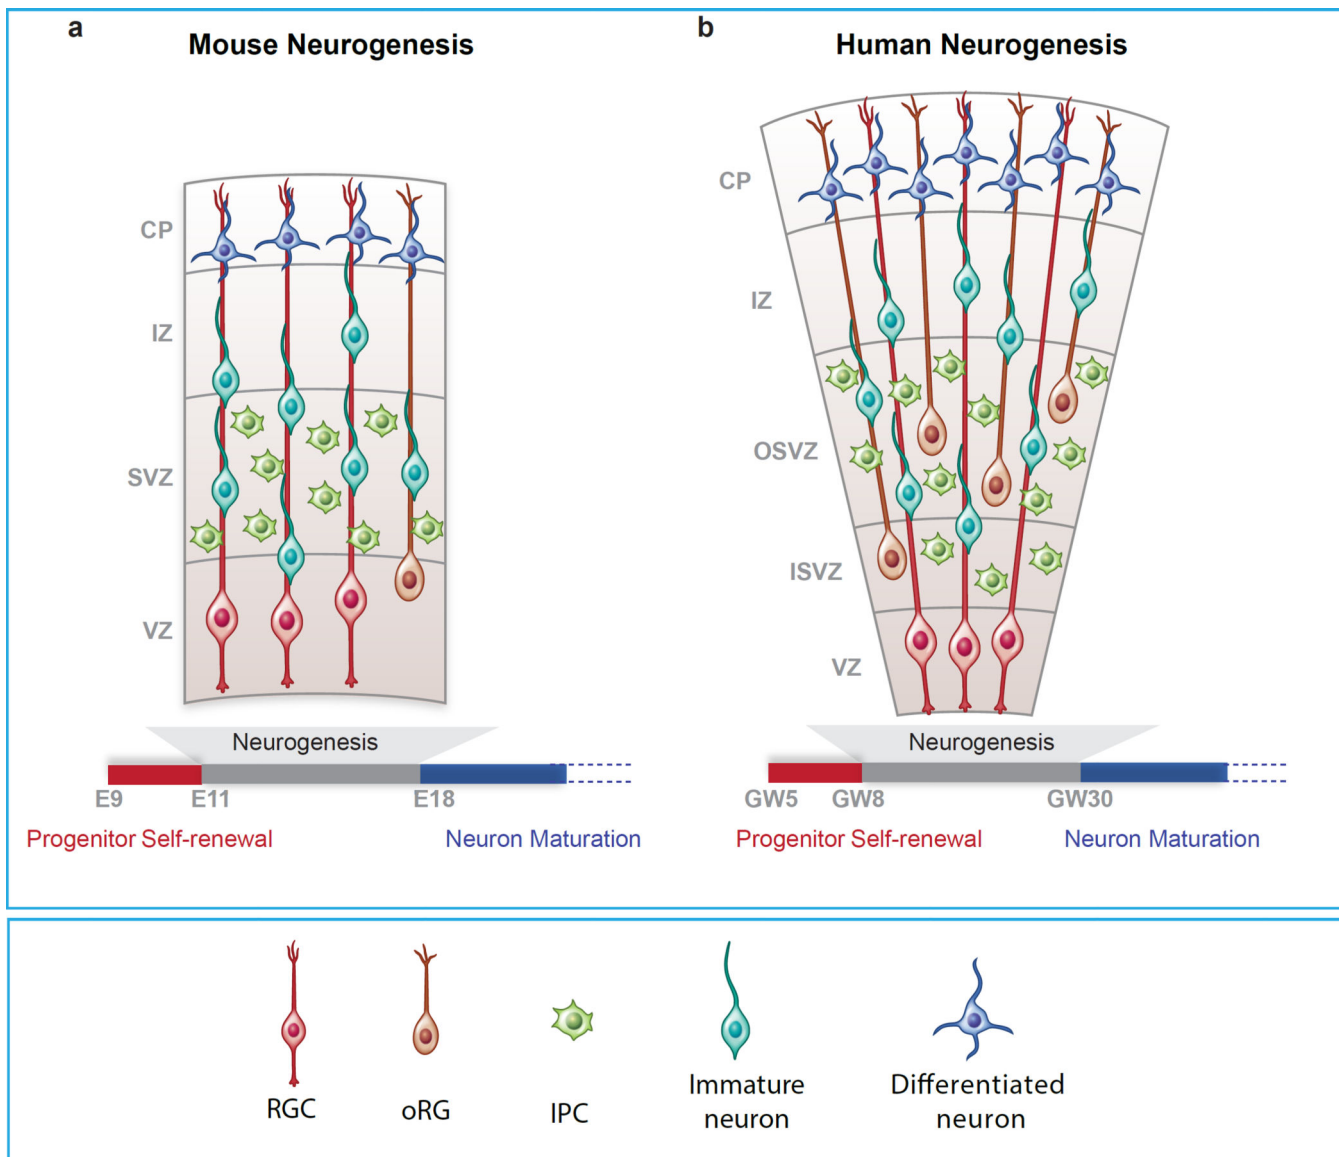 a
Mouse Neurogenesis
CP
IZ
SVZ
VZ
Neurogenesis
E9
E11
E18
Progenitor Self-renewal
Neuron Maturation
b
Human Neurogenesis
CP
IZ
OSVZ
ISVZ
VZ
Neurogenesis
GW5
GW8
GW30
Progenitor Self-renewal
Neuron Maturation
RGC
oRG
IPC
Immature
neuron
Differentiated
neuron